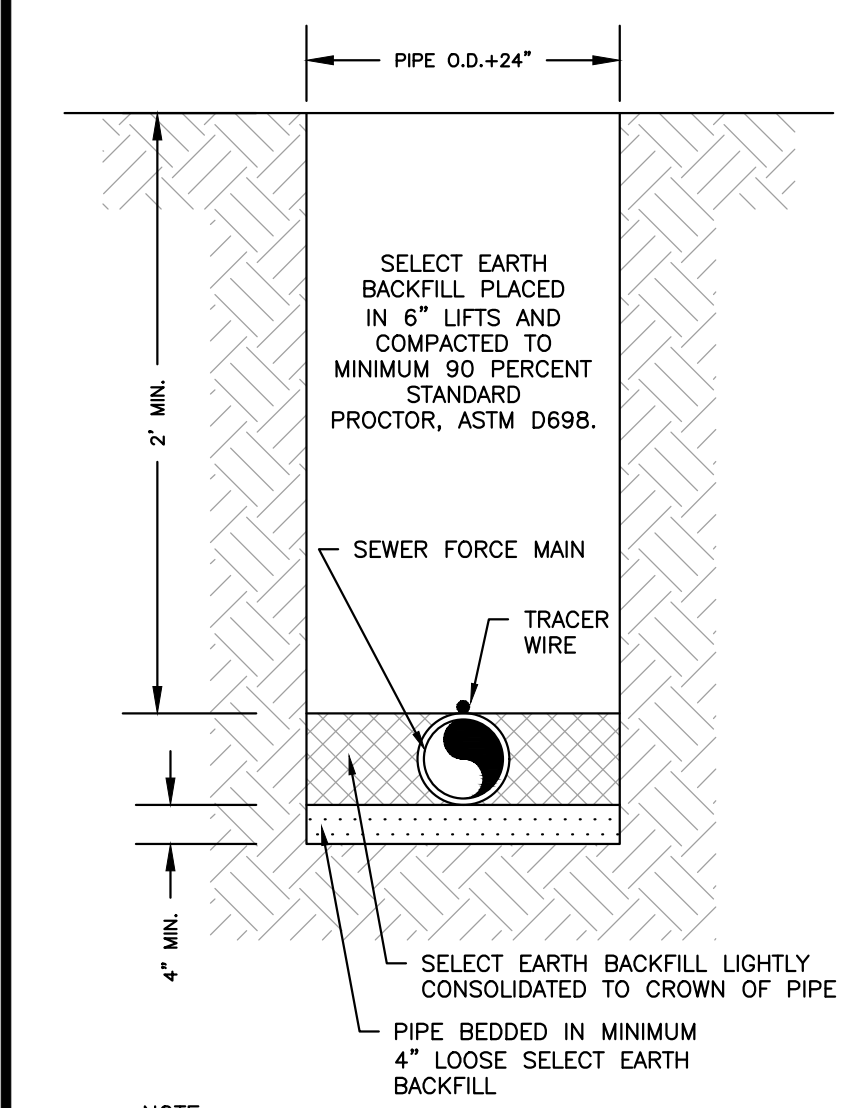 PIPE O.D.+24"
SELECT EARTH
BACKFILL PLACED
IN 6" LIFTS AND
COMPACTED TO
MINIMUM 90 PERCENT
STANDARD
PROCTOR, ASTM D698.
2' MIN.
SEWER FORCE MAIN
TRACER
WIRE
4" MIN.
SELECT EARTH BACKFILL LIGHTLY
CONSOLIDATED TO CROWN OF PIPE
PIPE BEDDED IN MINIMUM
4" LOOSE SELECT EARTH
BACKFILL
NOTE